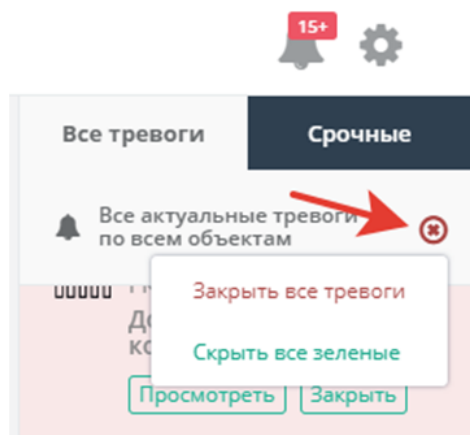 15+
Все тревоги
Срочные
Все актуальные тревоги
по всем объектам
Закрыть все тревоги
Скрыть все зеленые
Просмотреть
Закрыть